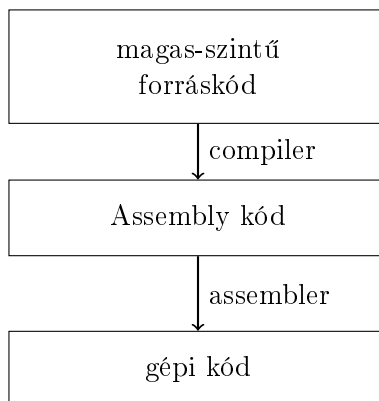 magas-szintű
forráskód
compiler
Assembly kód
assembler
gépi kód